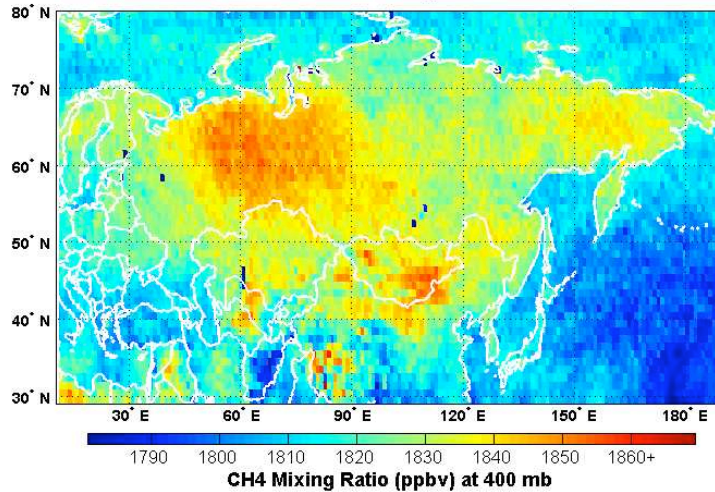 80° N
70° N
60° N
50° N
40° N
30° N
30° E 60° E 90° E 120° E 150° E 180° E
1790 1800 1810 1820 1830 1840 1850 1860+
CH4 Mixing Ratio (ppbv) at 400 mb